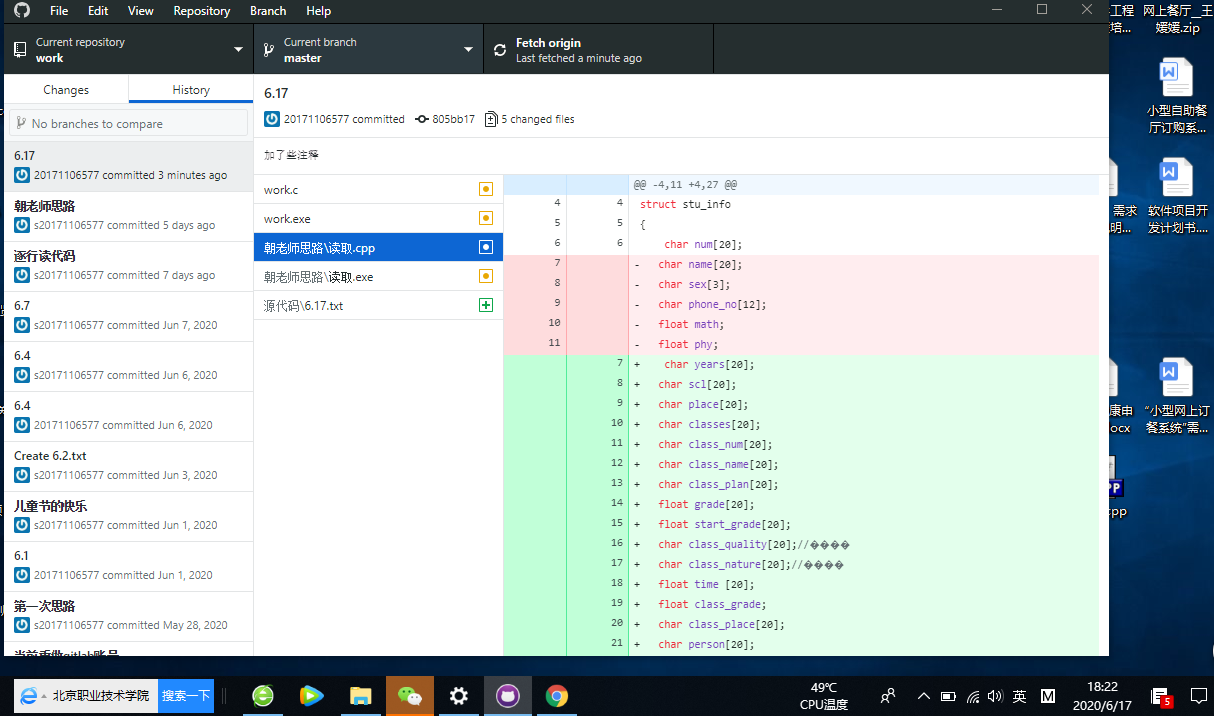 File Edit View Repository Branch Help
Current repository
work
Current branch
master
Fetch origin
Last fetched a minute ago
Changes
History
No branches to compare
6.17
20171106577 committed 3 minutes ago
朝老师思路
s20171106577 committed 5 days ago
逐行读代码
s20171106577 committed 7 days ago
6.7
s20171106577 committed Jun 7, 2020
6.4
s20171106577 committed Jun 6, 2020
6.4
20171106577 committed Jun 6, 2020
Create 6.2.txt
s20171106577 committed Jun 3, 2020
儿童节的快乐
s20171106577 committed Jun 1, 2020
6.1
20171106577 committed Jun 1, 2020
第一次思路
s20171106577 committed May 28, 2020
6.17
20171106577 committed 805bb17 5 changed files
加了些注释
work.c
work.exe
朝老师思路\读取.cpp
朝老师思路\读取.exe
源代码\6.17.txt
@@ -4,11 +4,27 @@
4 4 struct stu_info
5 5 {
6 6 char num[20];
7 - char name[20];
8 - char sex[3];
9 - char phone_no[12];
10 - float math;
11 - float phy;
7 + char years[20];
8 + char scl[20];
9 + char place[20];
10 + char classes[20];
11 + char class_num[20];
12 + char class_name[20];
13 + char class_plan[20];
14 + float grade[20];
15 + float start_grade[20];
16 + char class_quality[20];//����
17 + char class_nature[20];//����
18 + float time [20];
19 + float class_grade;
20 + char class_place[20];
21 + char person[20];
工程
网上餐厅__王
媛媛.zip
小型自助餐
厅订购系...
需求
明...
软件项目开
发计划书....
康申
ocx
“小型网上订
餐系统”需...
cpp
北京职业技术学院
搜索一下
49℃
CPU温度
英
M
18:22
2020/6/17
5